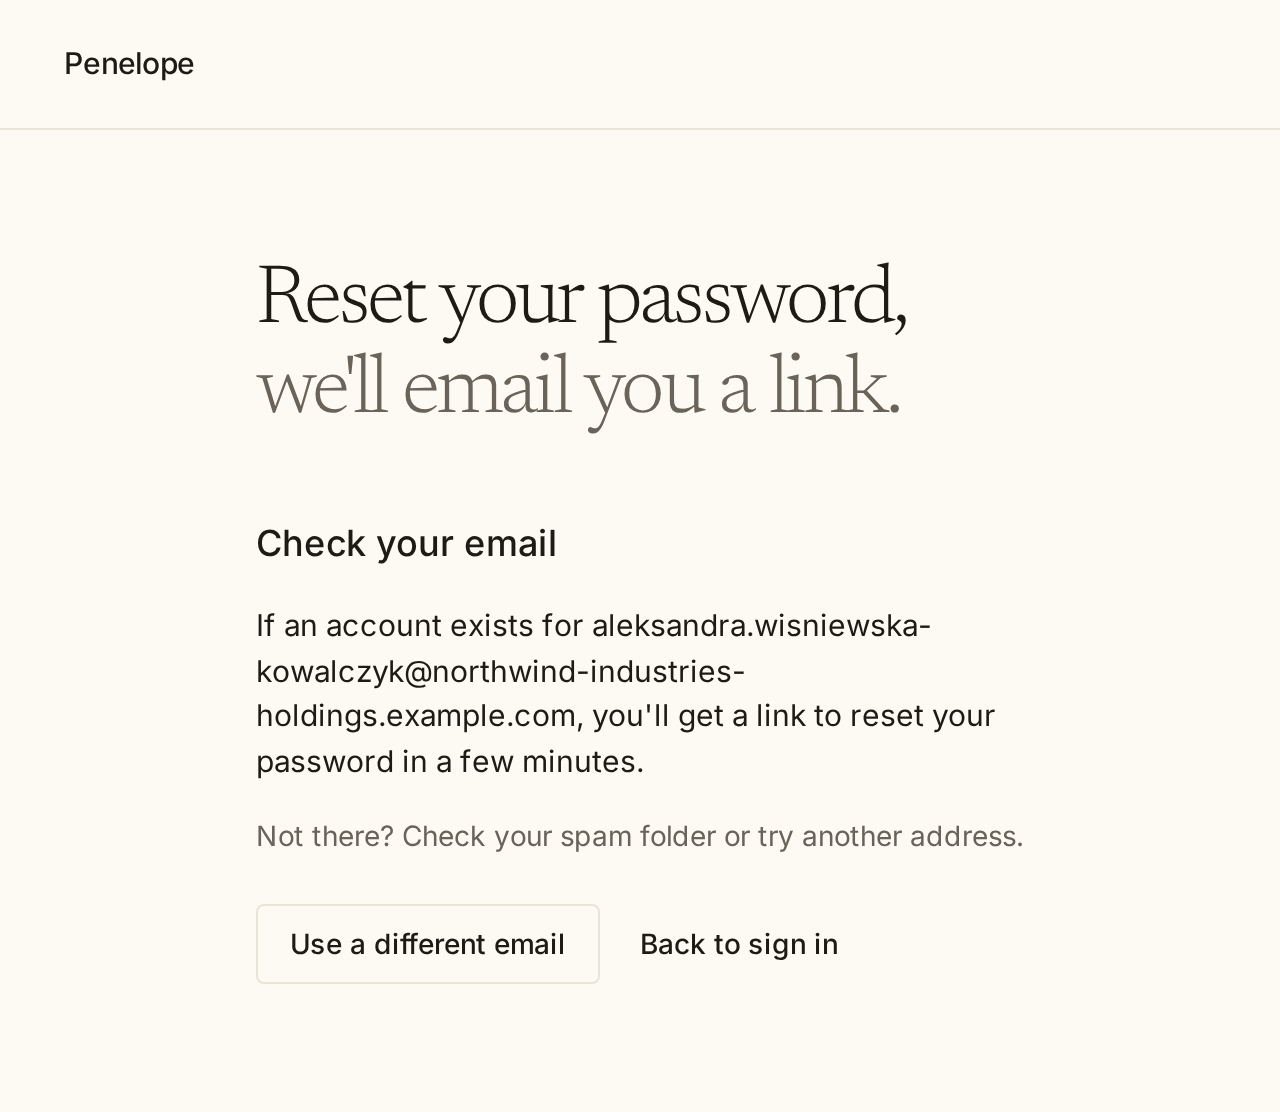 Penelope
Reset your password,
we'll email you a link.
Check your email
If an account exists for aleksandra.wisniewska-
kowalczyk@northwind-industries-
holdings.example.com, you'll get a link to reset your
password in a few minutes.
Not there? Check your spam folder or try another address.
Use a different email
Back to sign in